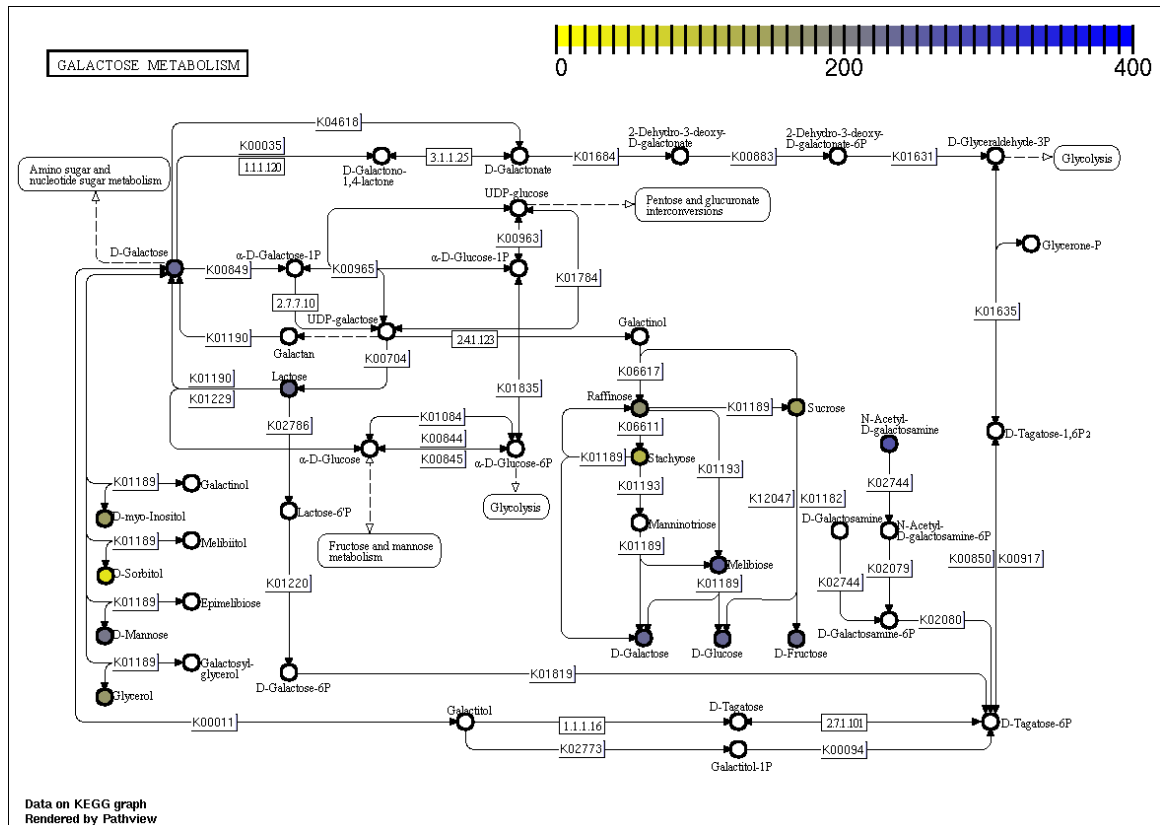 GALACTOSE METABOLISM
0
200
400
K04618
K00035
1.1.1.120
D-Galactono-
1,4-lactone
3.1.1.25
D-Galactonate
K01684
2-Dehydro-3-deoxy-
D-galactonate
K00883
2-Dehydro-3-deoxy-
D-galactonate-6P
K01631
D-Glyceraldehyde-3P
Glycolysis
Amino sugar and
nucleotide sugar metabolism
UDP-glucose
Pentose and glucuronate
interconversions
K00963
Glycerone-P
D-Galactose
K00849
α-D-Galactose-1P
K00965
α-D-Glucose-1P
K01784
2.7.7.10
UDP-galactose
K01635
K01190
Galactan
2.4.1.123
Galactinol
K00704
K01190
K01229
Lactose
K01835
K06617
Raffinose
K01189
Sucrose
K02786
K01084
K00844
K00845
α-D-Glucose
α-D-Glucose-6P
K06611
N-Acetyl-
D-galactosamine
D-Tagatose-1,6P2
K01189
Stachyose
K01193
K01193
K02744
Glycolysis
K01189
Galactinol
D-myo-Inositol
Lactose-6'P
Manninotriose
K12047
K01182
D-Galactosamine
N-Acetyl-
D-galactosamine-6P
K01189
Melibiitol
D-Sorbitol
Fructose and mannose
metabolism
K01189
Melibiose
K01189
K00850
K00917
K02079
K02744
K01220
K01189
Epimelibiose
D-Mannose
D-Galactosamine-6P
K02080
K01189
Galactosyl-
glycerol
Glycerol
D-Galactose
D-Glucose
D-Fructose
D-Galactose-6P
K01819
K00011
Galactitol
1.1.1.16
D-Tagatose
2.7.1.101
D-Tagatose-6P
K02773
Galactitol-1P
K00094
Data on KEGG graph
Rendered by Pathview